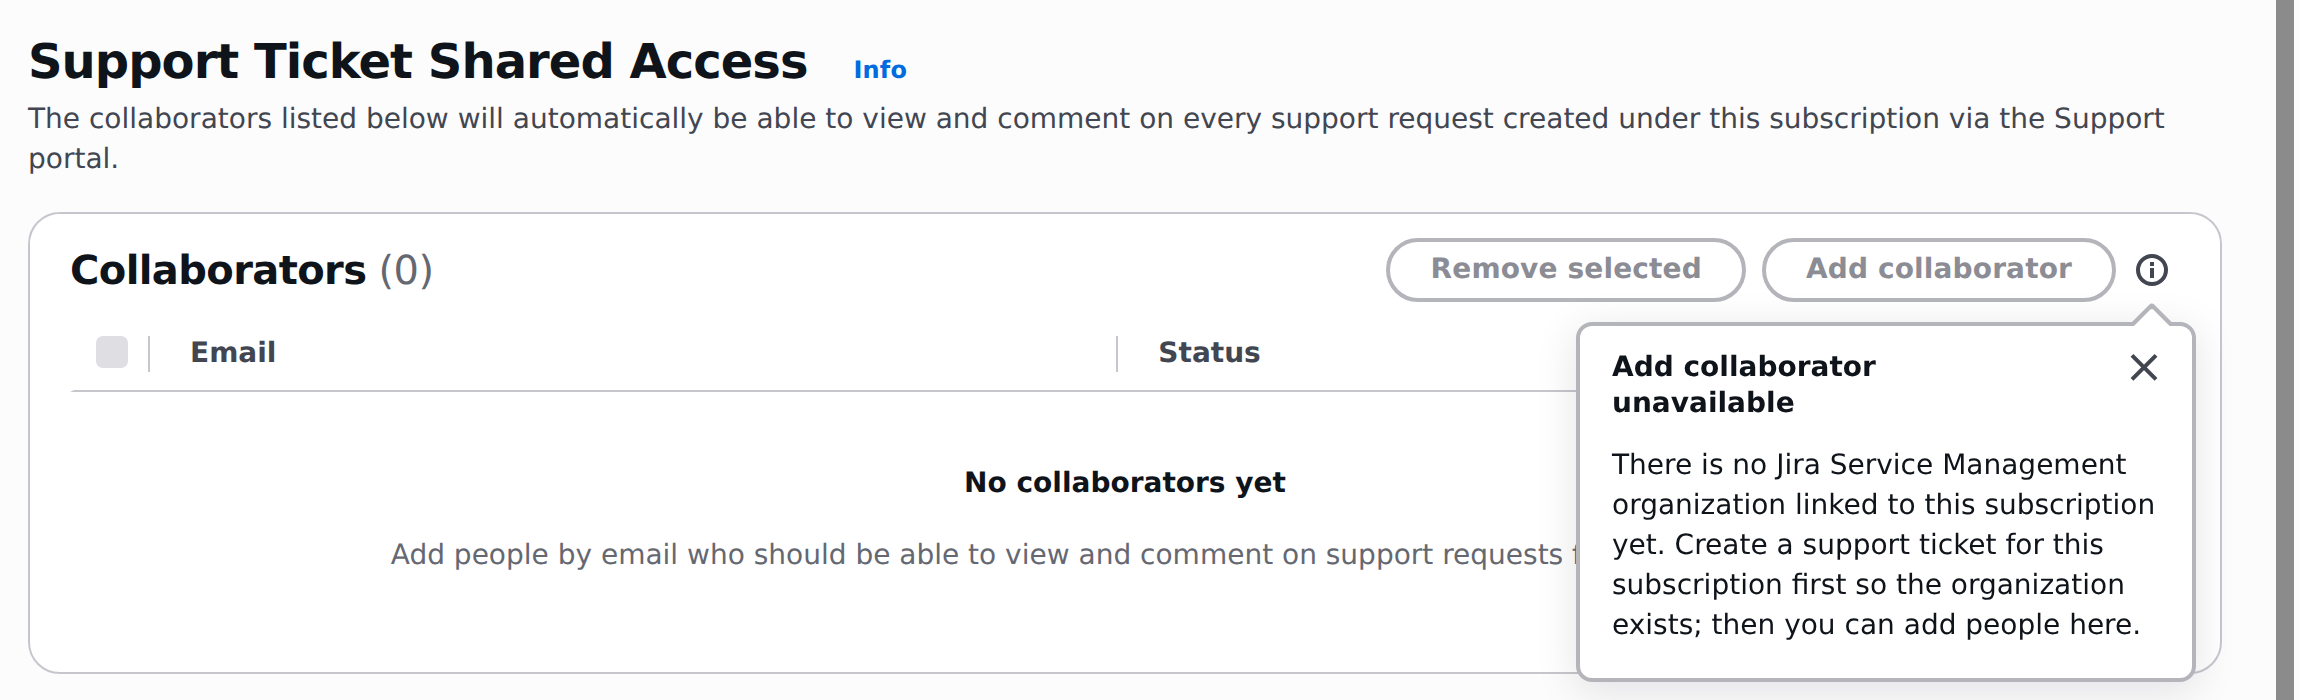 Support Ticket Shared Access Info
The collaborators listed below will automatically be able to view and comment on every support request created under this subscription via the Support
portal.
Collaborators (0)
Remove selected
Add collaborator
Email
Status
No collaborators yet
Add people by email who should be able to view and comment on support requests
Add collaborator
unavailable
There is no Jira Service Management
organization linked to this subscription
yet. Create a support ticket for this
subscription first so the organization
exists; then you can add people here.